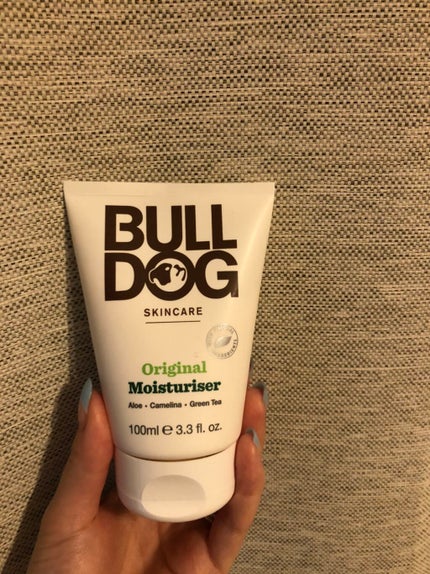 BULL
DOG
SKINCARE
Original
Moisturiser
Aloe • Camelina • Green Tea
100ml ℮ 3.3 fl. oz.